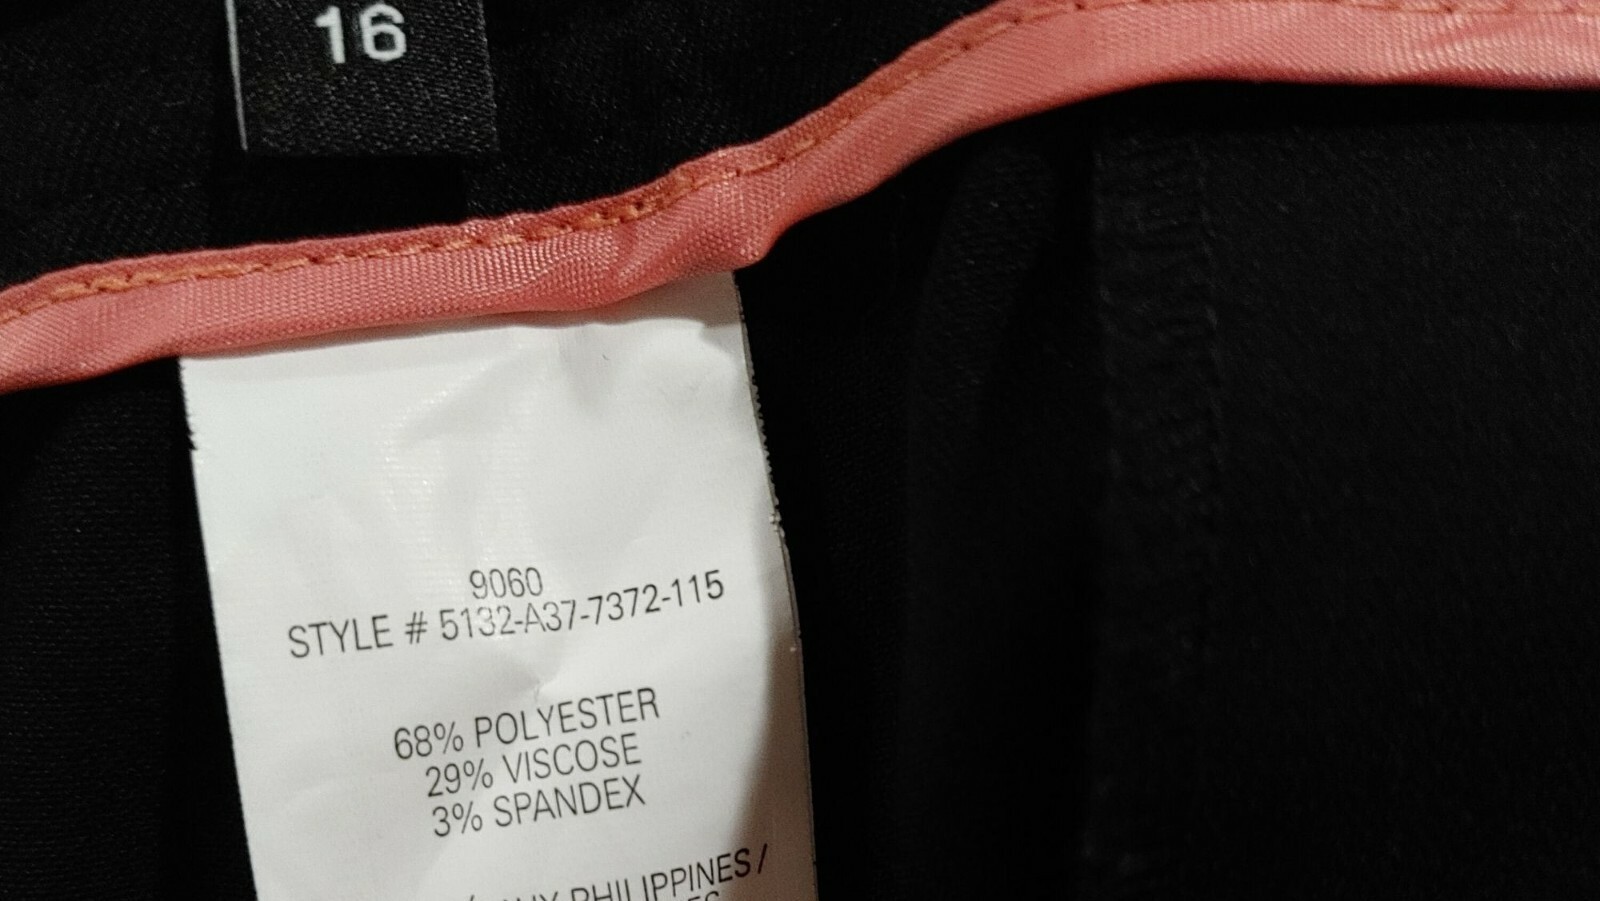 16
9060
STYLE # 5132-A37-7372-115
68% POLYESTER
29% VISCOSE
3% SPANDEX
PHILIPPINES /